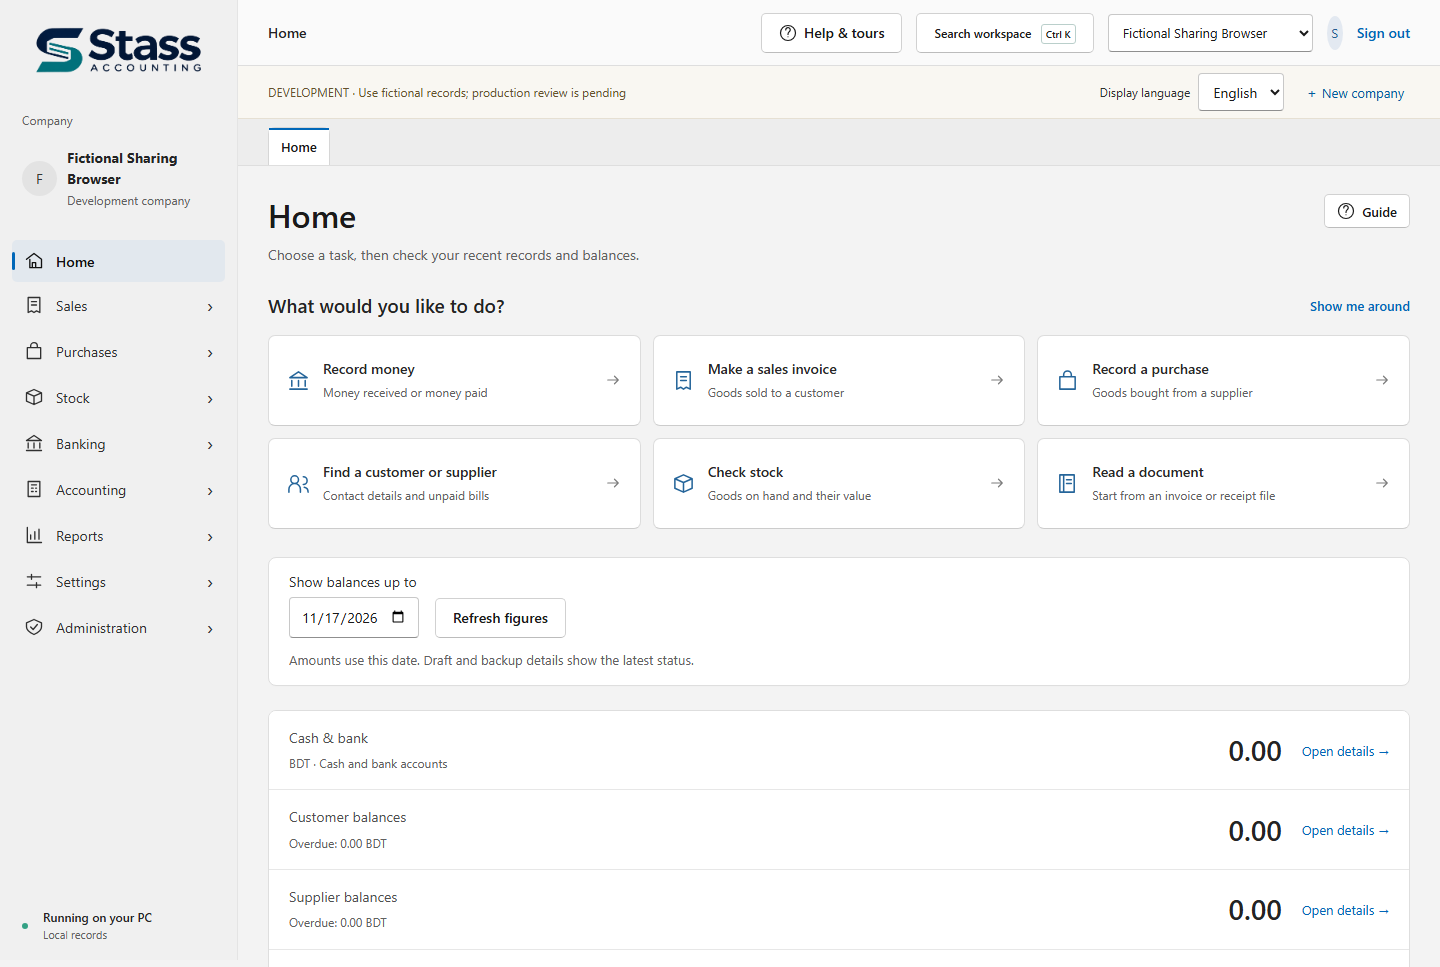 Stass
ACCOUNTING
Company
F
Fictional Sharing
Browser
Development company
Home
Sales
Purchases
Stock
Banking
Accounting
Reports
Settings
Administration
Running on your PC
Local records
Home
Help & tours
Search workspace Ctrl K
Fictional Sharing Browser
S
Sign out
DEVELOPMENT · Use fictional records; production review is pending
Display language
English
+ New company
Home
Home
Guide
Choose a task, then check your recent records and balances.
What would you like to do?
Show me around
Record money
Money received or money paid
Make a sales invoice
Goods sold to a customer
Record a purchase
Goods bought from a supplier
Find a customer or supplier
Contact details and unpaid bills
Check stock
Goods on hand and their value
Read a document
Start from an invoice or receipt file
Show balances up to
11/17/2026
Refresh figures
Amounts use this date. Draft and backup details show the latest status.
Cash & bank
BDT · Cash and bank accounts
0.00
Open details →
Customer balances
Overdue: 0.00 BDT
0.00
Open details →
Supplier balances
Overdue: 0.00 BDT
0.00
Open details →